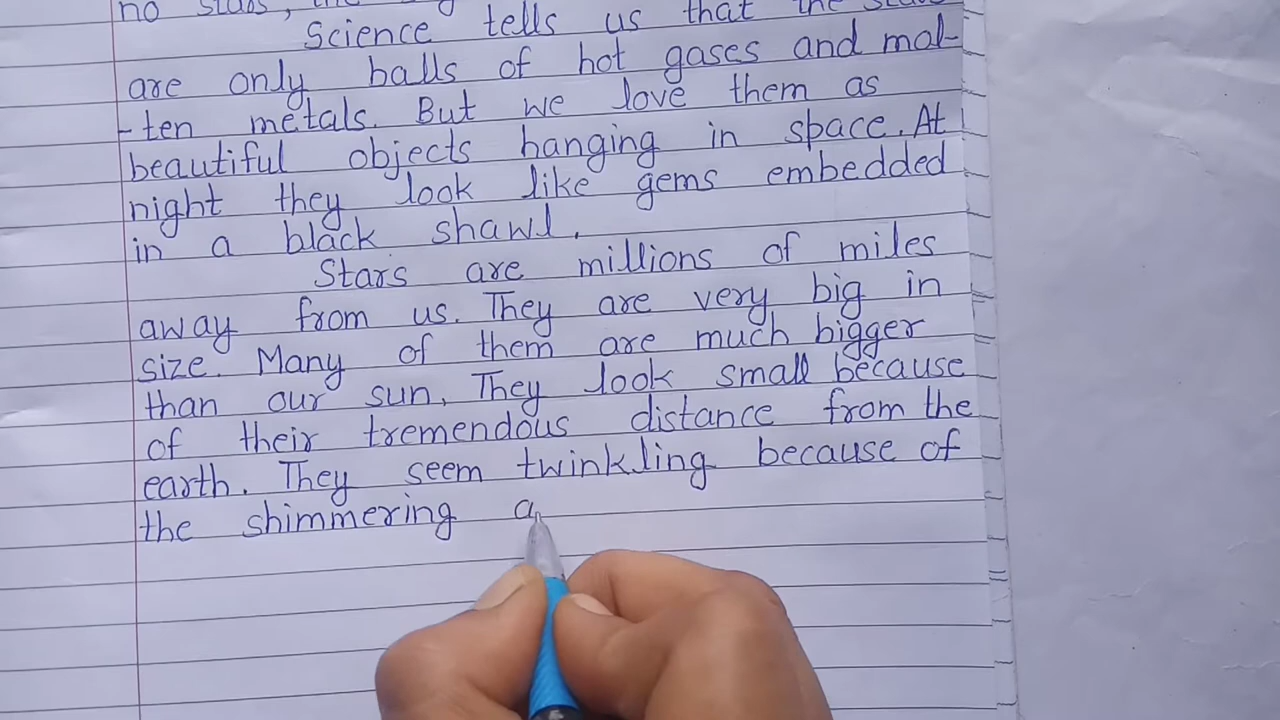 no stars, the
Science tells us that the stars
are only balls of hot gases and mol-
-ten metals. But we love them as
beautiful objects hanging in space. At
night they look like gems embedded
in a black shawl.
Stars are millions of miles
away from us. They are very big in
size. Many of them are much bigger
than our sun. They look small because
of their tremendous distance from the
earth. They seem twinkling because of
the shimmering a